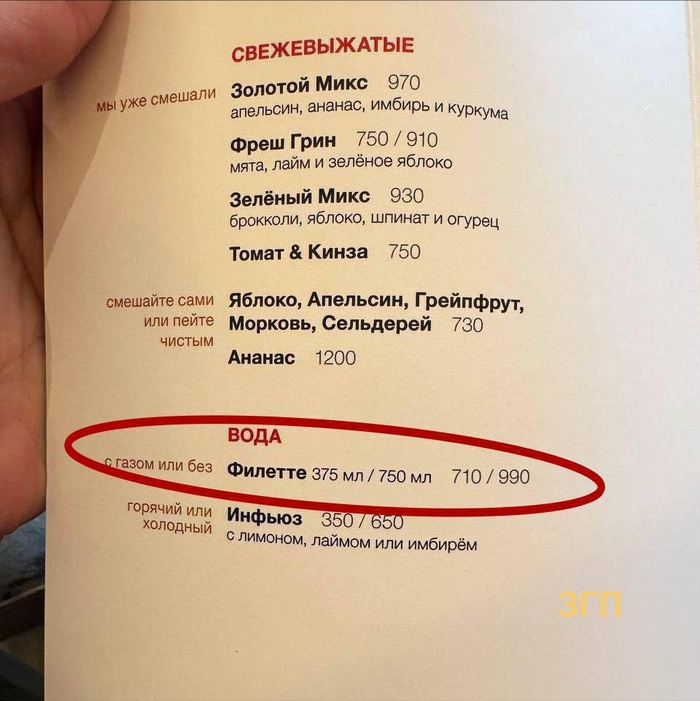 СВЕЖЕВЫЖАТЫЕ
мы уже смешали Золотой Микс 970
апельсин, ананас, имбирь и куркума
Фреш Грин 750 / 910
мята, лайм и зелёное яблоко
Зелёный Микс 930
брокколи, яблоко, шпинат и огурец
Томат & Кинза 750
смешайте сами Яблоко, Апельсин, Грейпфрут,
или пейте Морковь, Сельдерей 730
чистым
Ананас 1200
ВОДА
с газом или без Филетте 375 мл / 750 мл 710 / 990
горячий или Инфьюз 350 / 650
холодный с лимоном, лаймом или имбирём
ЗГП